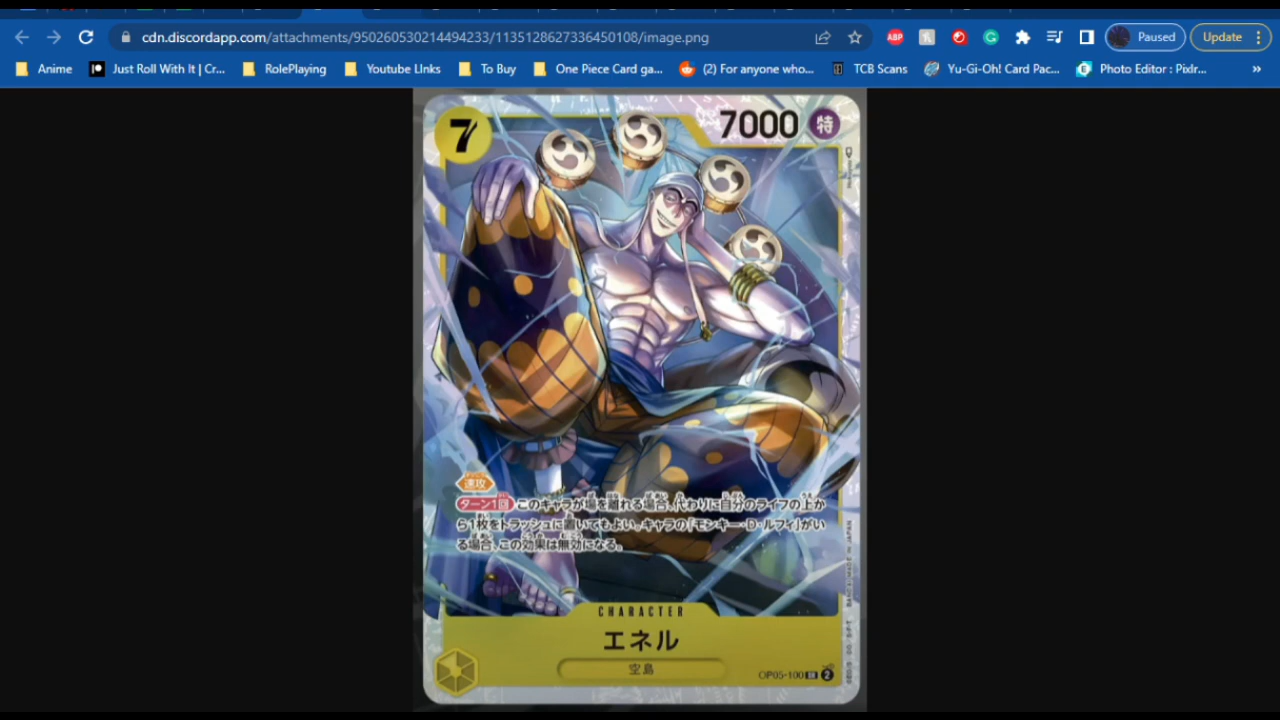 cdn.discordapp.com/attachments/950260530214494233/1135128627336450108/image.png
ABP
Paused
Update
Anime
Just Roll With It | Cr...
RolePlaying
Youtube LInks
To Buy
One Piece Card ga...
(2) For anyone who...
TCB Scans
Yu-Gi-Oh! Card Pac...
Photo Editor : Pixlr...
»
7
7000
特
速攻
ターン1回 このキャラが場を離れる場合、代わりに自分のライフの上か
ら1枚をトラッシュに置いてもよい。キャラの「モンキー・D・ルフィ」がい
る場合、この効果は無効になる。
CHARACTER
エネル
空島
OP05-100 SR 2
BANDAI MADE IN JAPAN